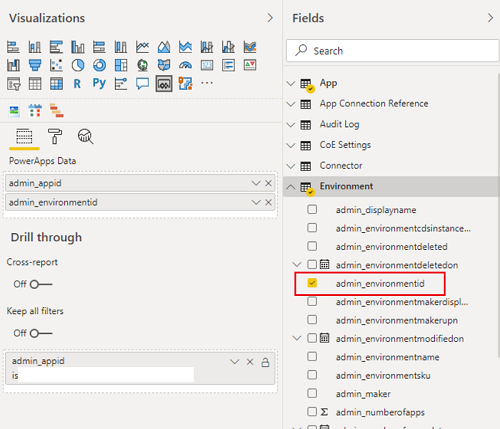 Visualizations
R Py
PowerApps Data
admin_appid
admin_environmentid
Drill through
Cross-report
Off
Keep all filters
Off
admin_appid
is
Fields
Search
App
App Connection Reference
Audit Log
CoE Settings
Connector
Environment
admin_displayname
admin_environmentcdsinstance...
admin_environmentdeleted
admin_environmentdeletedon
admin_environmentid
admin_environmentmakerdispl...
admin_environmentmakerupn
admin_environmentmodifiedon
admin_environmentname
admin_environmentsku
admin_maker
admin_numberofapps